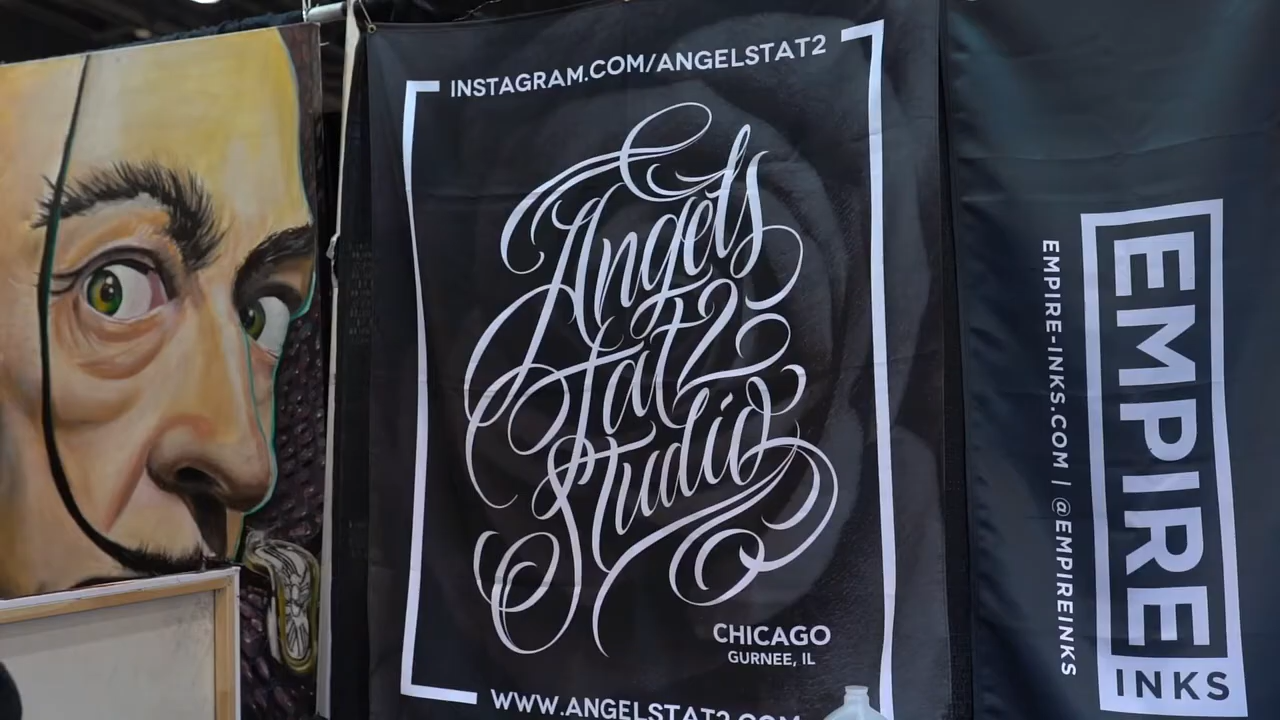 INSTAGRAM.COM/ANGELSTAT2
Angels
Tat2
Studio
CHICAGO
GURNEE, IL
WWW.ANGELSTAT2.COM
EMPIRE
INKS
EMPIRE-INKS.COM | @EMPIREINKS